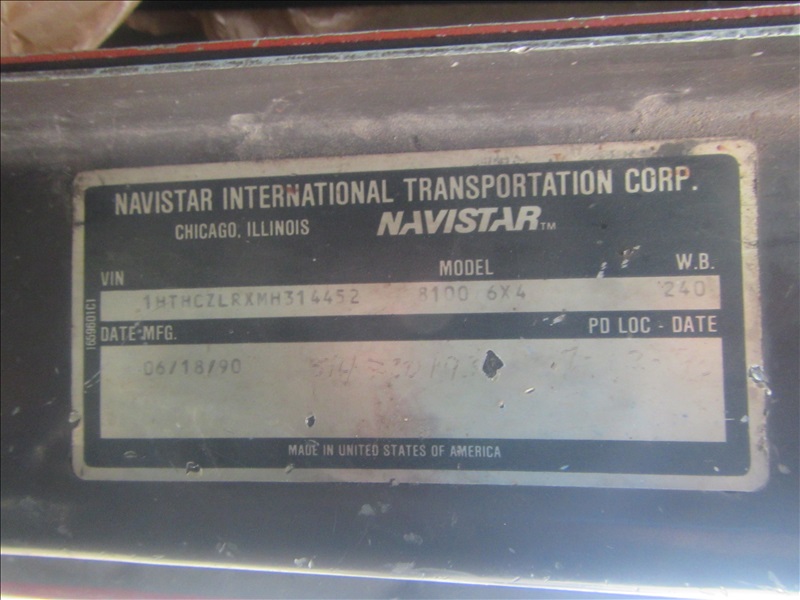 NAVISTAR INTERNATIONAL TRANSPORTATION CORP.
CHICAGO, ILLINOIS NAVISTAR™
VIN MODEL W.B.
1HTHCZLRXMH314452 8100 6X4 240
DATE MFG. PD LOC - DATE
06/18/90
MADE IN UNITED STATES OF AMERICA
1659601C1